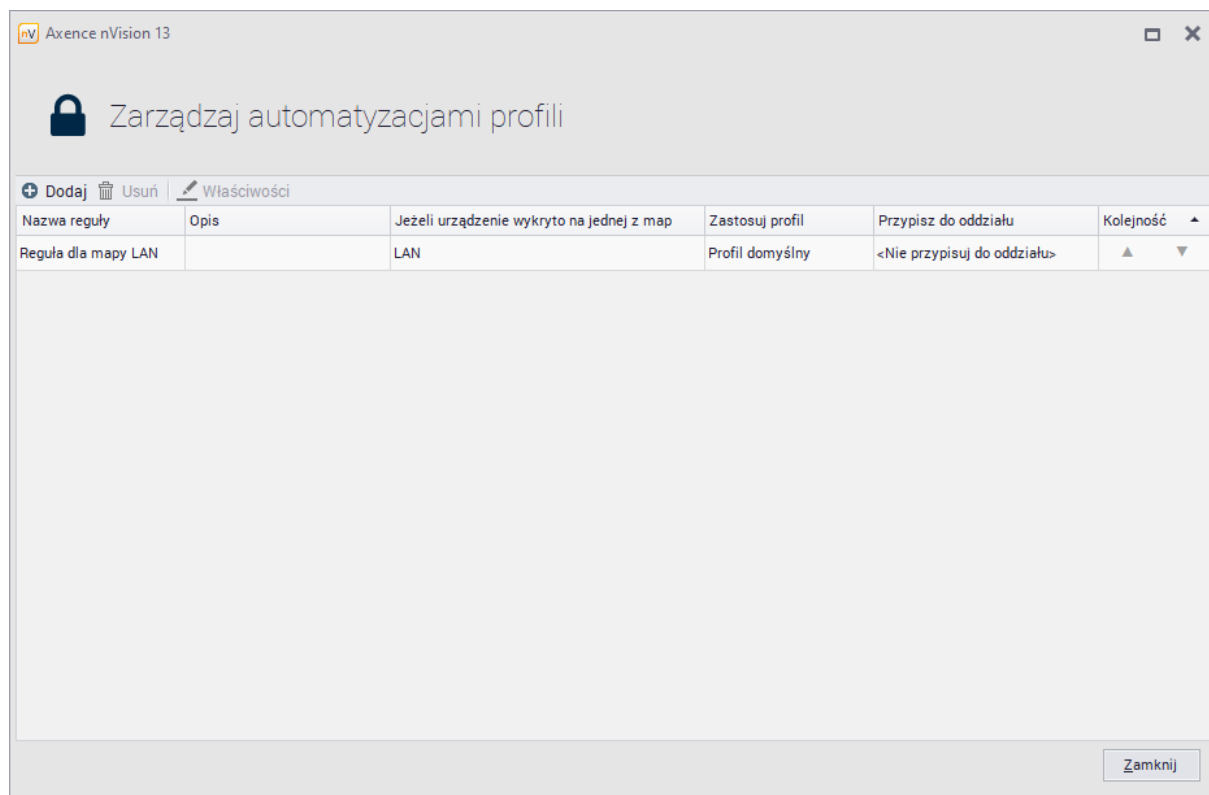 nV Axence nVision 13
Zarządzaj automatyzacjami profili
Dodaj Usuń Właściwości
Nazwa reguły Opis Jeżeli urządzenie wykryto na jednej z map Zastosuj profil Przypisz do oddziału Kolejność
Reguła dla mapy LAN LAN Profil domyślny <Nie przypisuj do oddziału>
Zamknij